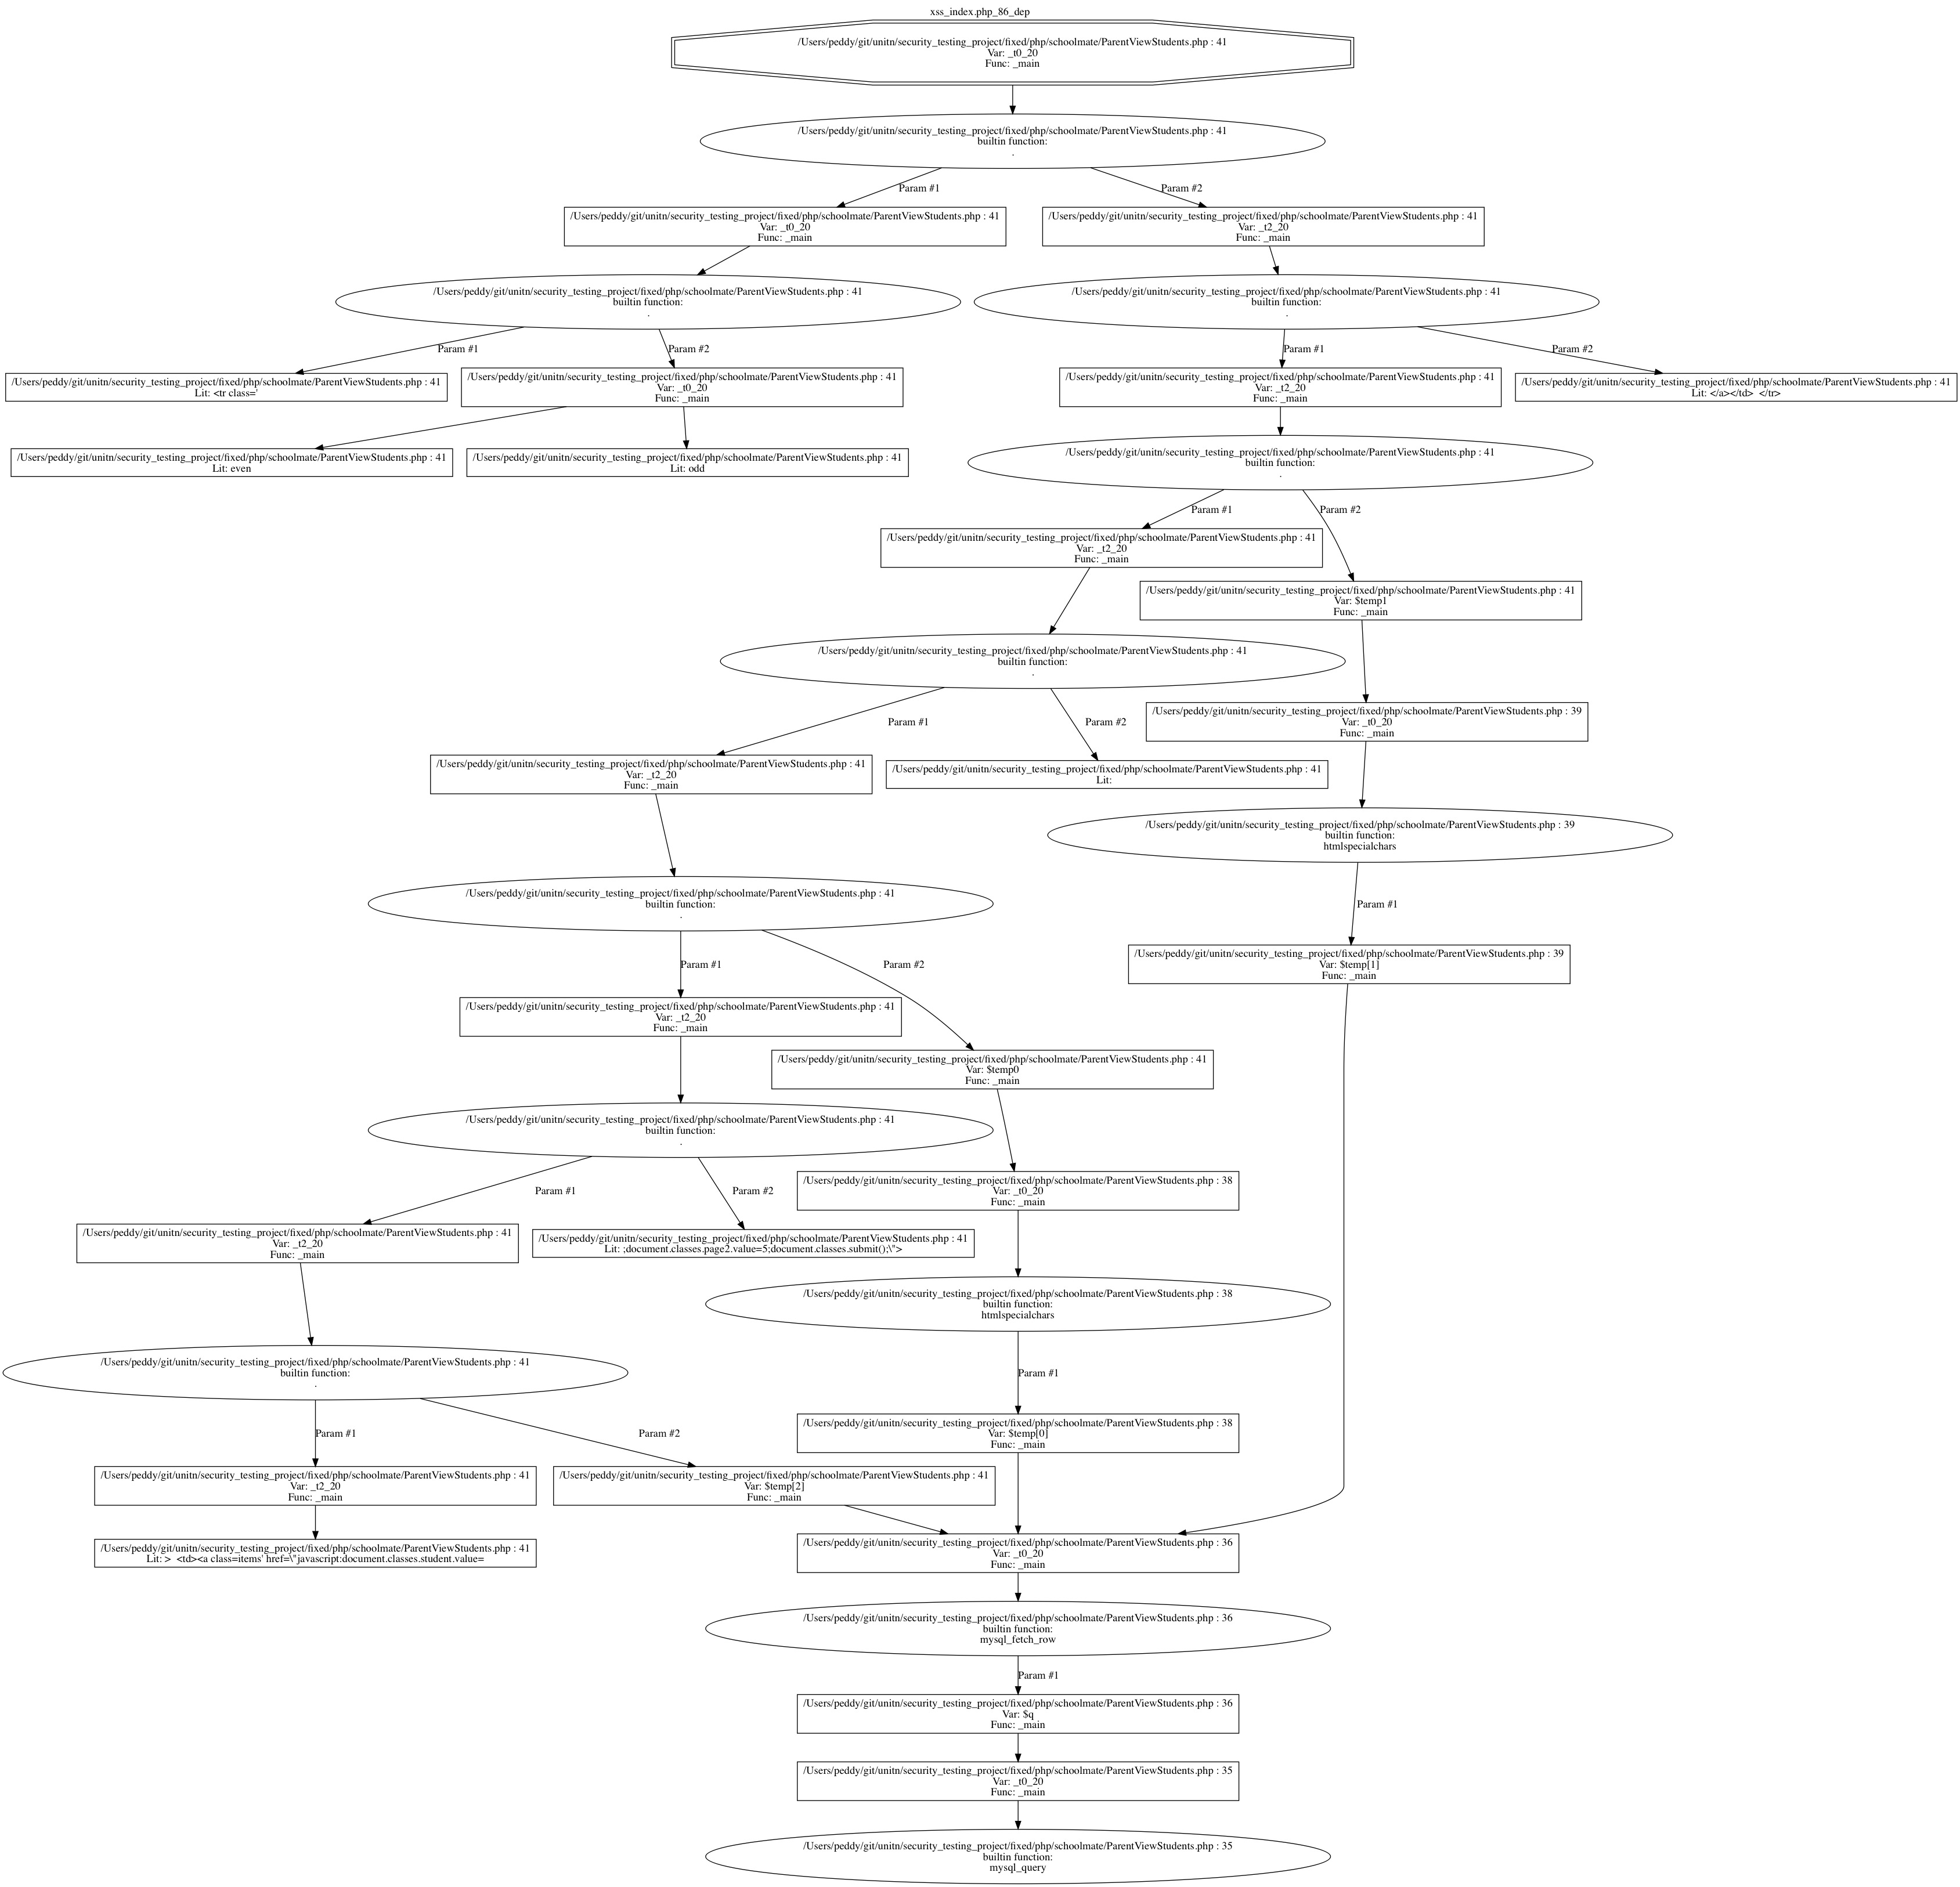 xss_index.php_86_dep
/Users/peddy/git/unitn/security_testing_project/fixed/php/schoolmate/ParentViewStudents.php : 41
Var: _t0_20
Func: _main
/Users/peddy/git/unitn/security_testing_project/fixed/php/schoolmate/ParentViewStudents.php : 41
builtin function:
.
Param #1
Param #2
/Users/peddy/git/unitn/security_testing_project/fixed/php/schoolmate/ParentViewStudents.php : 41
Var: _t0_20
Func: _main
/Users/peddy/git/unitn/security_testing_project/fixed/php/schoolmate/ParentViewStudents.php : 41
Var: _t2_20
Func: _main
/Users/peddy/git/unitn/security_testing_project/fixed/php/schoolmate/ParentViewStudents.php : 41
builtin function:
.
/Users/peddy/git/unitn/security_testing_project/fixed/php/schoolmate/ParentViewStudents.php : 41
builtin function:
.
Param #1
Param #2
Param #1
Param #2
/Users/peddy/git/unitn/security_testing_project/fixed/php/schoolmate/ParentViewStudents.php : 41
Lit: <tr class='
/Users/peddy/git/unitn/security_testing_project/fixed/php/schoolmate/ParentViewStudents.php : 41
Var: _t0_20
Func: _main
/Users/peddy/git/unitn/security_testing_project/fixed/php/schoolmate/ParentViewStudents.php : 41
Var: _t2_20
Func: _main
/Users/peddy/git/unitn/security_testing_project/fixed/php/schoolmate/ParentViewStudents.php : 41
Lit: </a></td>  </tr>
/Users/peddy/git/unitn/security_testing_project/fixed/php/schoolmate/ParentViewStudents.php : 41
Lit: even
/Users/peddy/git/unitn/security_testing_project/fixed/php/schoolmate/ParentViewStudents.php : 41
Lit: odd
/Users/peddy/git/unitn/security_testing_project/fixed/php/schoolmate/ParentViewStudents.php : 41
builtin function:
.
Param #1
Param #2
/Users/peddy/git/unitn/security_testing_project/fixed/php/schoolmate/ParentViewStudents.php : 41
Var: _t2_20
Func: _main
/Users/peddy/git/unitn/security_testing_project/fixed/php/schoolmate/ParentViewStudents.php : 41
Var: $temp1
Func: _main
/Users/peddy/git/unitn/security_testing_project/fixed/php/schoolmate/ParentViewStudents.php : 41
builtin function:
.
Param #1
Param #2
/Users/peddy/git/unitn/security_testing_project/fixed/php/schoolmate/ParentViewStudents.php : 39
Var: _t0_20
Func: _main
/Users/peddy/git/unitn/security_testing_project/fixed/php/schoolmate/ParentViewStudents.php : 41
Var: _t2_20
Func: _main
/Users/peddy/git/unitn/security_testing_project/fixed/php/schoolmate/ParentViewStudents.php : 41
Lit:
/Users/peddy/git/unitn/security_testing_project/fixed/php/schoolmate/ParentViewStudents.php : 39
builtin function:
htmlspecialchars
/Users/peddy/git/unitn/security_testing_project/fixed/php/schoolmate/ParentViewStudents.php : 41
builtin function:
.
Param #1
Param #1
Param #2
/Users/peddy/git/unitn/security_testing_project/fixed/php/schoolmate/ParentViewStudents.php : 39
Var: $temp[1]
Func: _main
/Users/peddy/git/unitn/security_testing_project/fixed/php/schoolmate/ParentViewStudents.php : 41
Var: _t2_20
Func: _main
/Users/peddy/git/unitn/security_testing_project/fixed/php/schoolmate/ParentViewStudents.php : 41
Var: $temp0
Func: _main
/Users/peddy/git/unitn/security_testing_project/fixed/php/schoolmate/ParentViewStudents.php : 41
builtin function:
.
Param #1
Param #2
/Users/peddy/git/unitn/security_testing_project/fixed/php/schoolmate/ParentViewStudents.php : 38
Var: _t0_20
Func: _main
/Users/peddy/git/unitn/security_testing_project/fixed/php/schoolmate/ParentViewStudents.php : 41
Var: _t2_20
Func: _main
/Users/peddy/git/unitn/security_testing_project/fixed/php/schoolmate/ParentViewStudents.php : 41
Lit: ;document.classes.page2.value=5;document.classes.submit();\">
/Users/peddy/git/unitn/security_testing_project/fixed/php/schoolmate/ParentViewStudents.php : 38
builtin function:
htmlspecialchars
/Users/peddy/git/unitn/security_testing_project/fixed/php/schoolmate/ParentViewStudents.php : 41
builtin function:
.
Param #1
Param #1
Param #2
/Users/peddy/git/unitn/security_testing_project/fixed/php/schoolmate/ParentViewStudents.php : 38
Var: $temp[0]
Func: _main
/Users/peddy/git/unitn/security_testing_project/fixed/php/schoolmate/ParentViewStudents.php : 41
Var: _t2_20
Func: _main
/Users/peddy/git/unitn/security_testing_project/fixed/php/schoolmate/ParentViewStudents.php : 41
Var: $temp[2]
Func: _main
/Users/peddy/git/unitn/security_testing_project/fixed/php/schoolmate/ParentViewStudents.php : 41
Lit: >  <td><a class=items' href=\"javascript:document.classes.student.value=
/Users/peddy/git/unitn/security_testing_project/fixed/php/schoolmate/ParentViewStudents.php : 36
Var: _t0_20
Func: _main
/Users/peddy/git/unitn/security_testing_project/fixed/php/schoolmate/ParentViewStudents.php : 36
builtin function:
mysql_fetch_row
Param #1
/Users/peddy/git/unitn/security_testing_project/fixed/php/schoolmate/ParentViewStudents.php : 36
Var: $q
Func: _main
/Users/peddy/git/unitn/security_testing_project/fixed/php/schoolmate/ParentViewStudents.php : 35
Var: _t0_20
Func: _main
/Users/peddy/git/unitn/security_testing_project/fixed/php/schoolmate/ParentViewStudents.php : 35
builtin function:
mysql_query